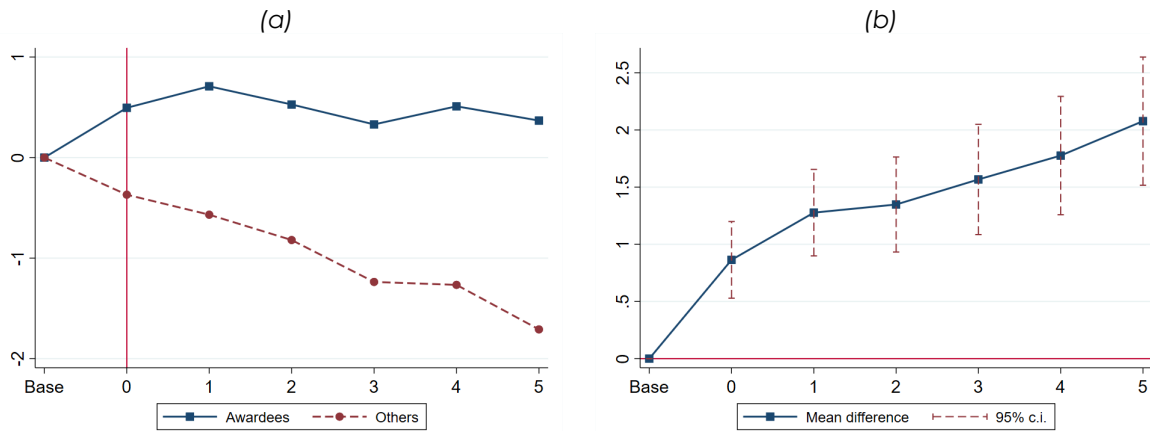 (a)
1
0
-1
-2
Base 0 1 2 3 4 5
Awardees Others
(b)
2.5
2
1.5
1
.5
0
Base 0 1 2 3 4 5
Mean difference 95% c.i.